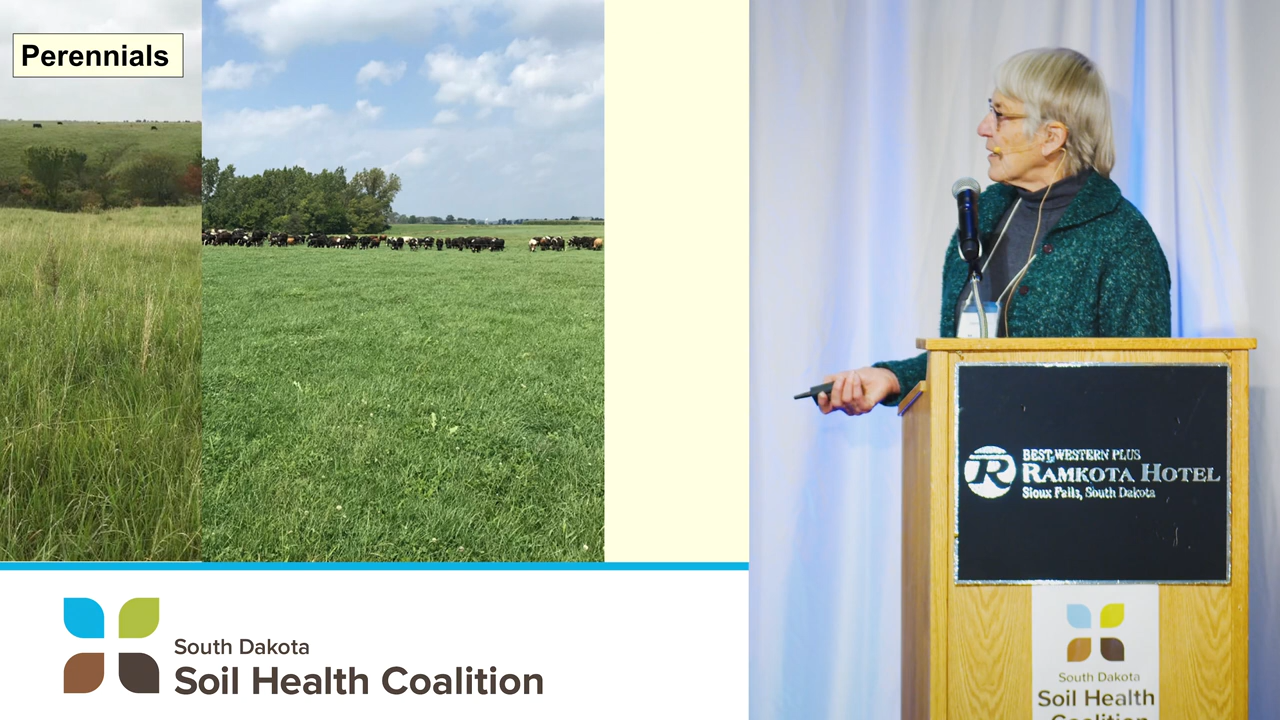 Perennials
South Dakota
Soil Health Coalition
BEST WESTERN PLUS
RAMKOTA HOTEL
Sioux Falls, South Dakota
South Dakota
Soil Health
Coalition